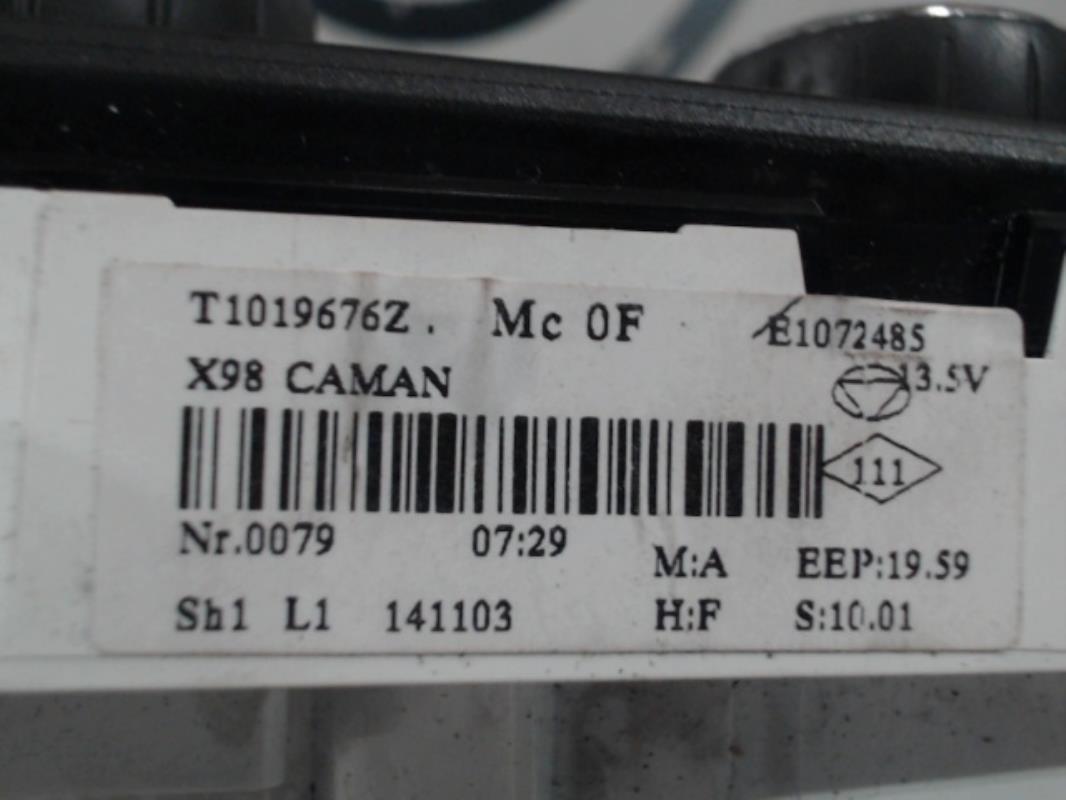 T1019676Z. Mc 0F E1072485
X98 CAMAN 13.5V
111
Nr.0079 07:29
M:A EEP:19.59
Sh1 L1 141103 H:F S:10.01